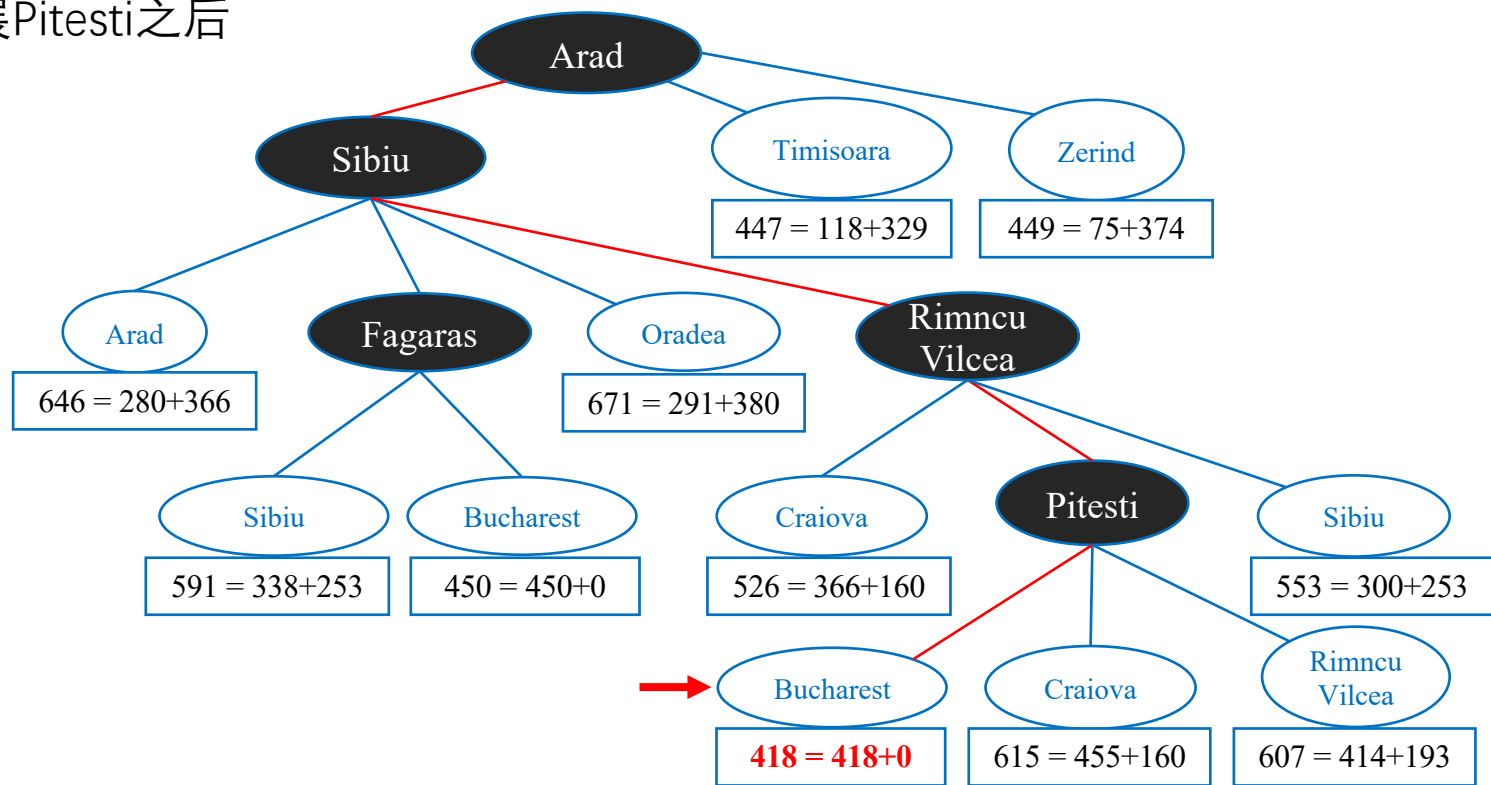 展Pitesti之后
Arad
Sibiu
Timisoara
Zerind
447 = 118+329
449 = 75+374
Arad
Fagaras
Oradea
Rimncu
Vilcea
646 = 280+366
671 = 291+380
Sibiu
Bucharest
Craiova
Pitesti
Sibiu
591 = 338+253
450 = 450+0
526 = 366+160
553 = 300+253
Bucharest
Craiova
Rimncu
Vilcea
418 = 418+0
615 = 455+160
607 = 414+193